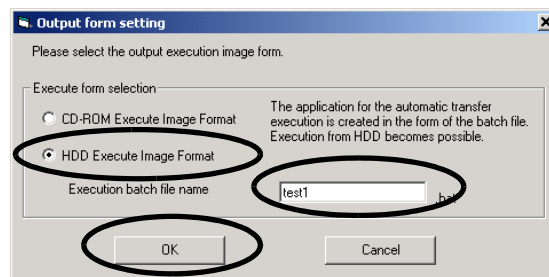 Output form setting
Please select the output execution image form.
Execute form selection
CD-ROM Execute Image Format
The application for the automatic transfer
execution is created in the form of the batch file.
Execution from HDD becomes possible.
HDD Execute Image Format
Execution batch file name
test1
.bat
OK
Cancel